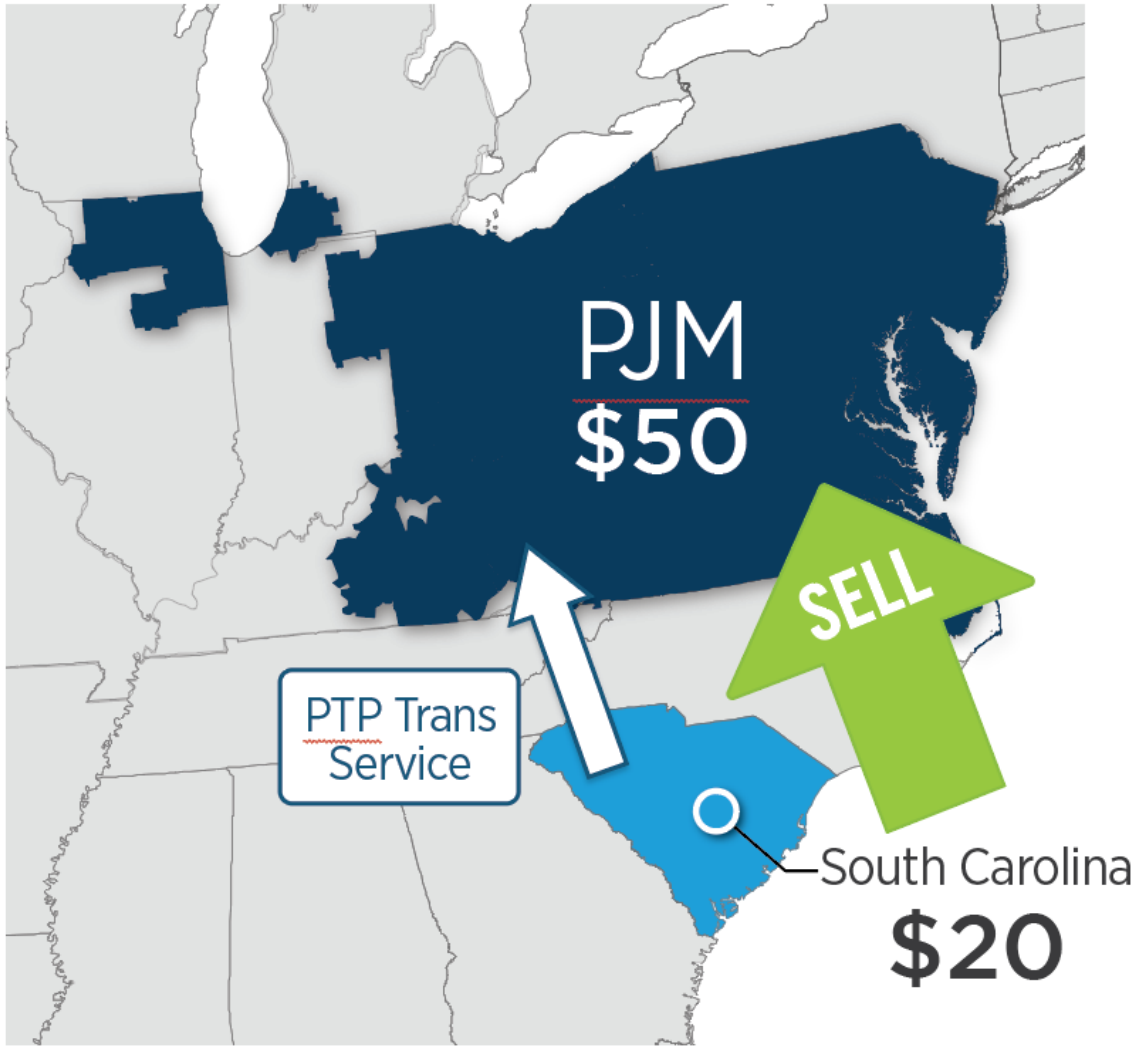 PJM
$50
SELL
PTP Trans
Service
South Carolina
$20